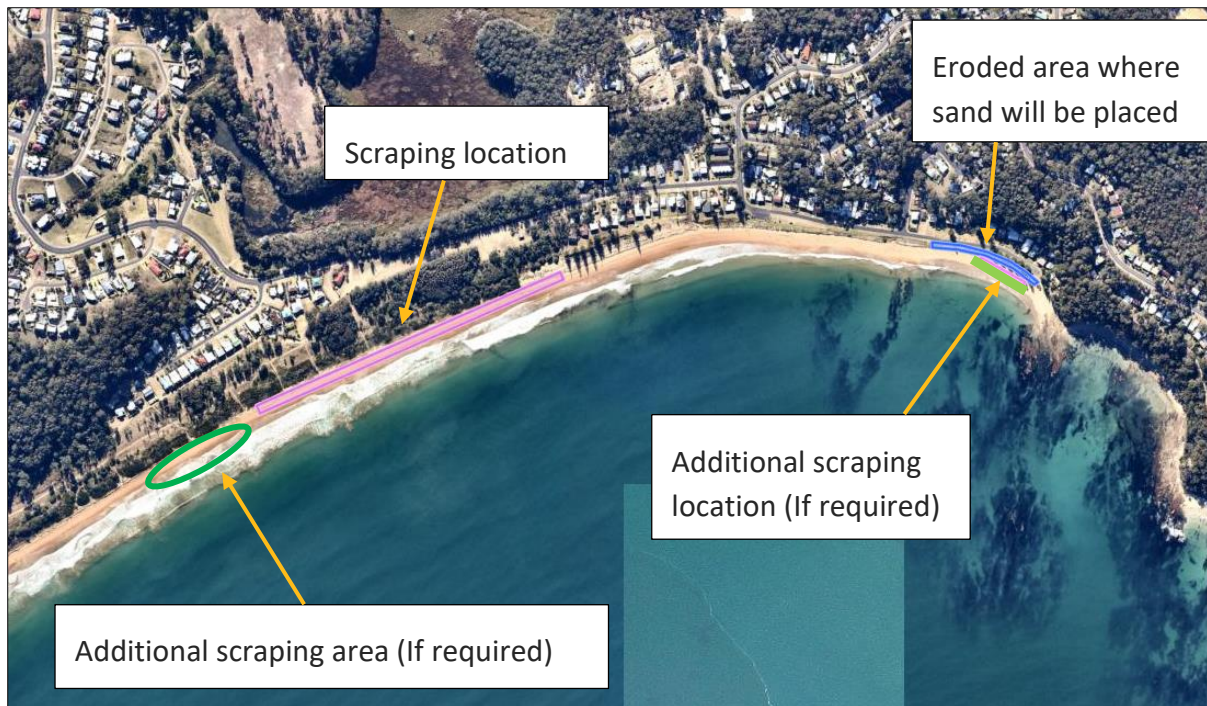 Eroded area where
sand will be placed
Scraping location
Additional scraping
location (If required)
Additional scraping area (If required)